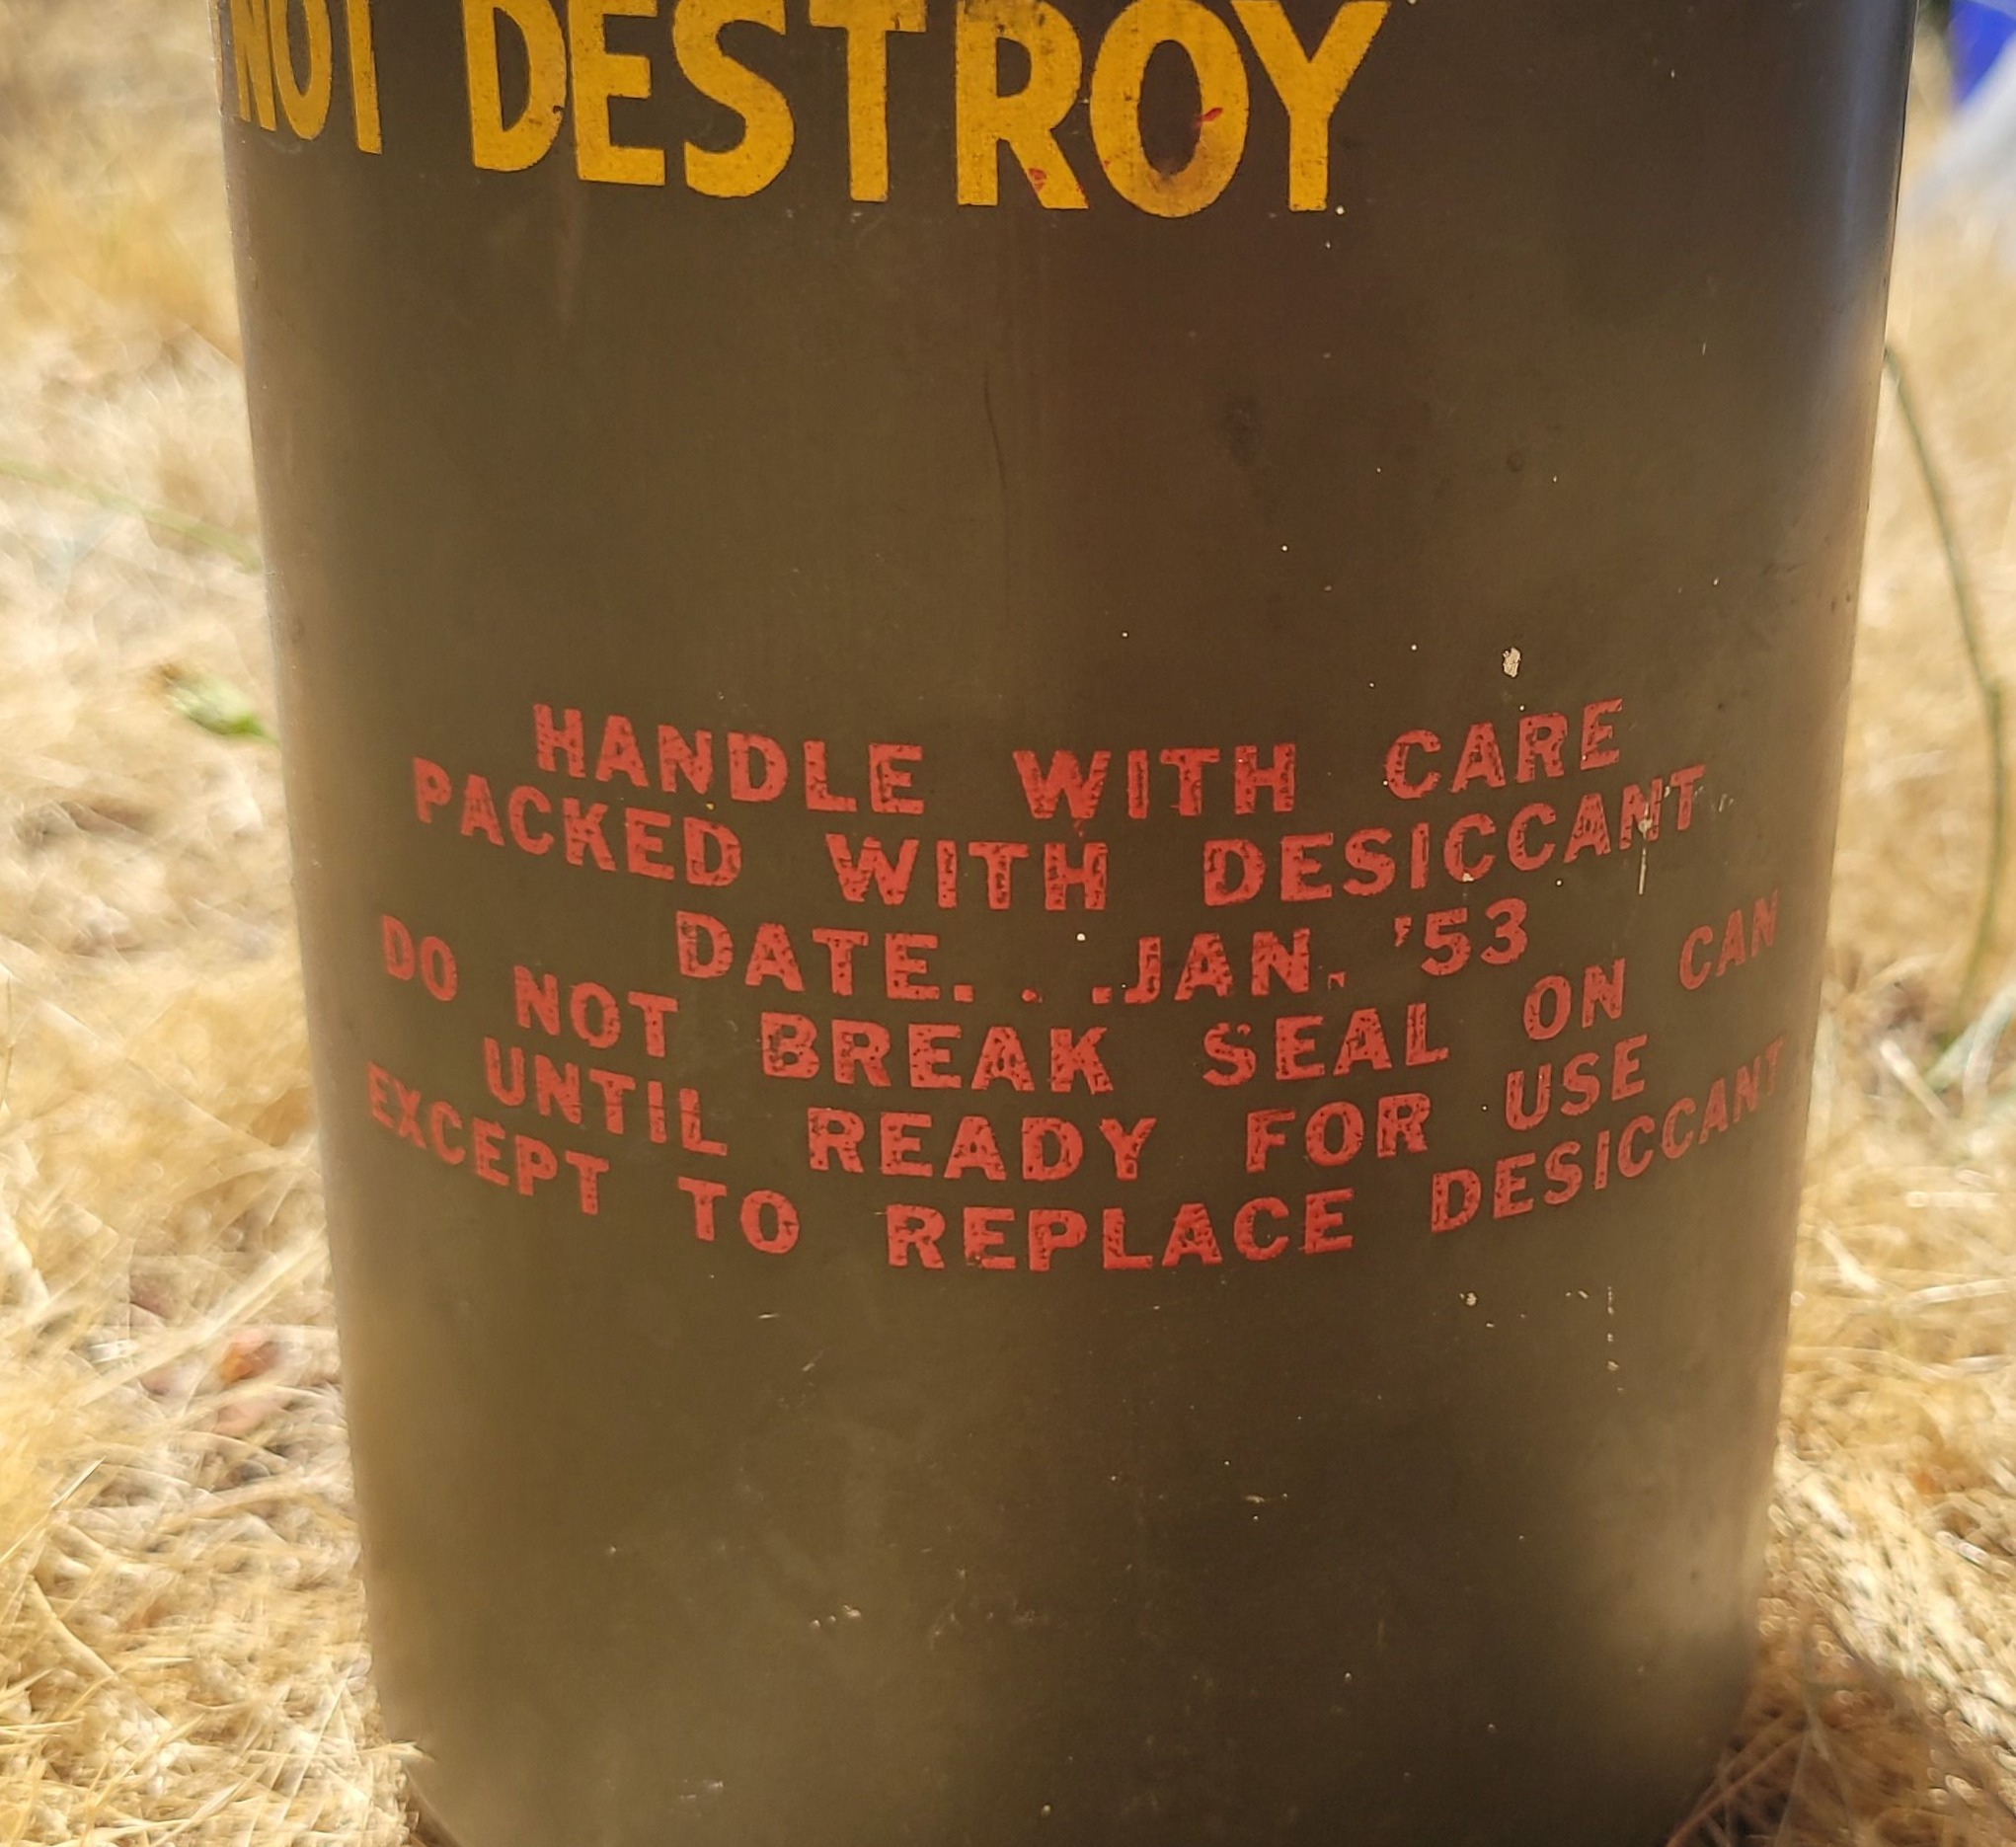 NOT DESTROY
HANDLE WITH CARE
PACKED WITH DESICCANT
DATE. . .JAN. '53
DO NOT BREAK SEAL ON CAN
UNTIL READY FOR USE
EXCEPT TO REPLACE DESICCANT